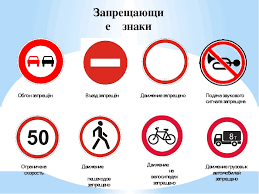 Запрещающи
е знаки
Обгон запрещён
Въезд запрещён
Движение запрещено
Подача звукового
сигнала запрещена
50
8т
Ограничение
скорость
Движение
пешеходов
запрещено
Движение
на
велосипедах
запрещено
Движение грузовых
автомобилей
запрещено